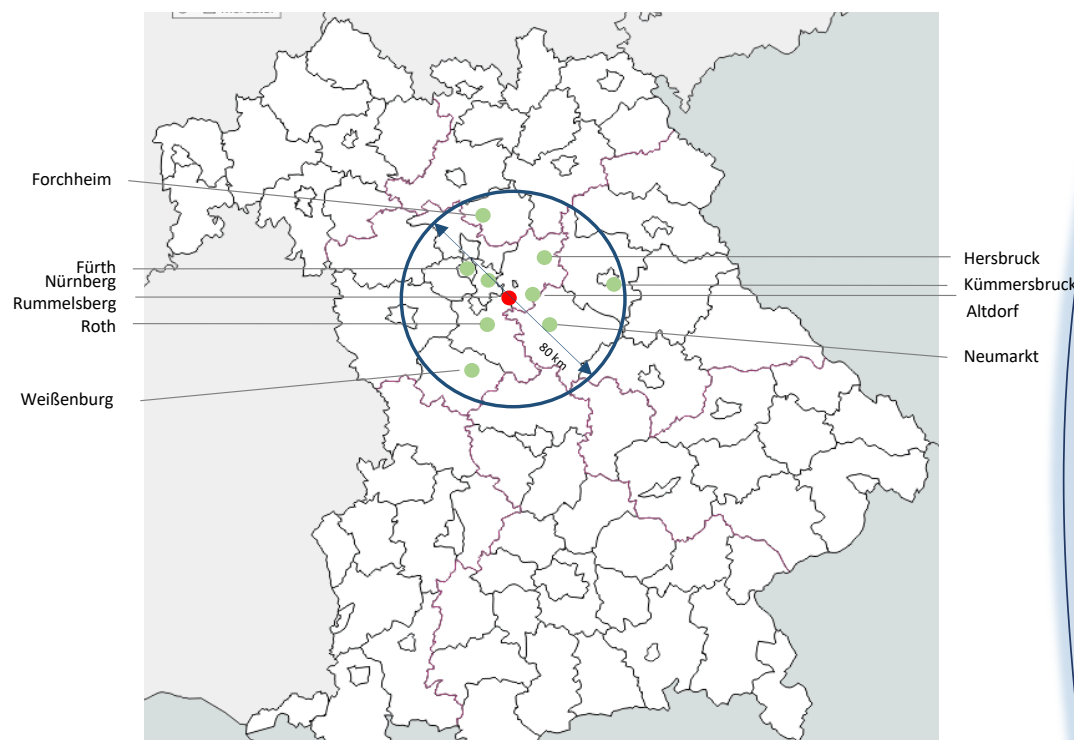 Forchheim
Fürth
Nürnberg
Rummelsberg
Roth
Weißenburg
80 km
Hersbruck
Kümmersbruck
Altdorf
Neumarkt